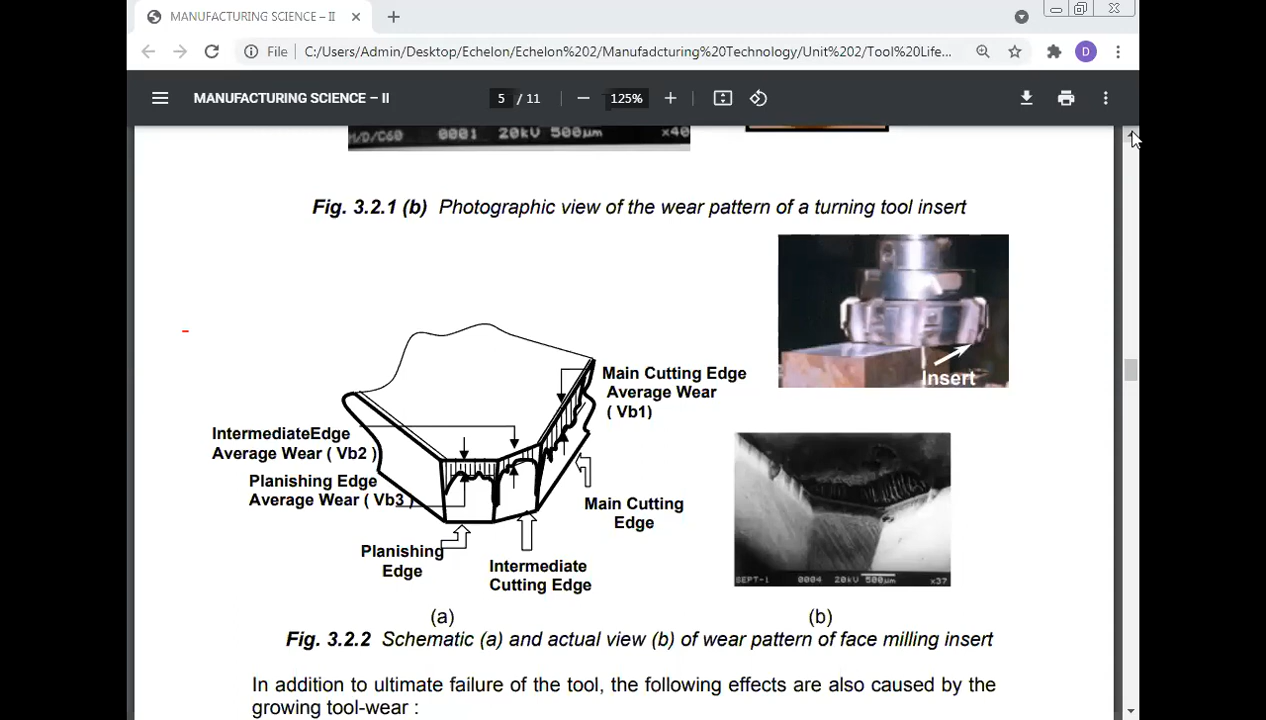 MANUFACTURING SCIENCE – II
File C:/Users/Admin/Desktop/Echelon/Echelon%202/Manufadcturing%20Technology/Unit%202/Tool%20Life... D
MANUFACTURING SCIENCE – II 5 / 11 125%
M/D/C60 0001 20kV 500µm x40
Fig. 3.2.1 (b) Photographic view of the wear pattern of a turning tool insert
Insert
Main Cutting Edge
Average Wear
( Vb1)
IntermediateEdge
Average Wear ( Vb2 )
Planishing Edge
Average Wear ( Vb3 )
Main Cutting
Edge
Planishing
Edge
Intermediate
Cutting Edge
SEPT-1 0004 20kV 500µm x37
(a) (b)
Fig. 3.2.2 Schematic (a) and actual view (b) of wear pattern of face milling insert
In addition to ultimate failure of the tool, the following effects are also caused by the
growing tool-wear :